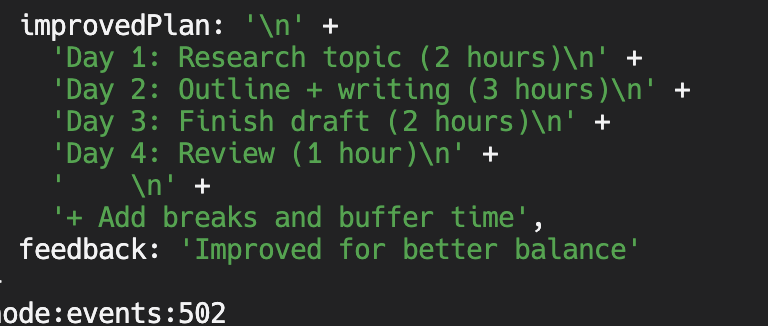 improvedPlan: '\n' +
'Day 1: Research topic (2 hours)\n' +
'Day 2: Outline + writing (3 hours)\n' +
'Day 3: Finish draft (2 hours)\n' +
'Day 4: Review (1 hour)\n' +
'    \n' +
'+ Add breaks and buffer time',
feedback: 'Improved for better balance'
node:events:502